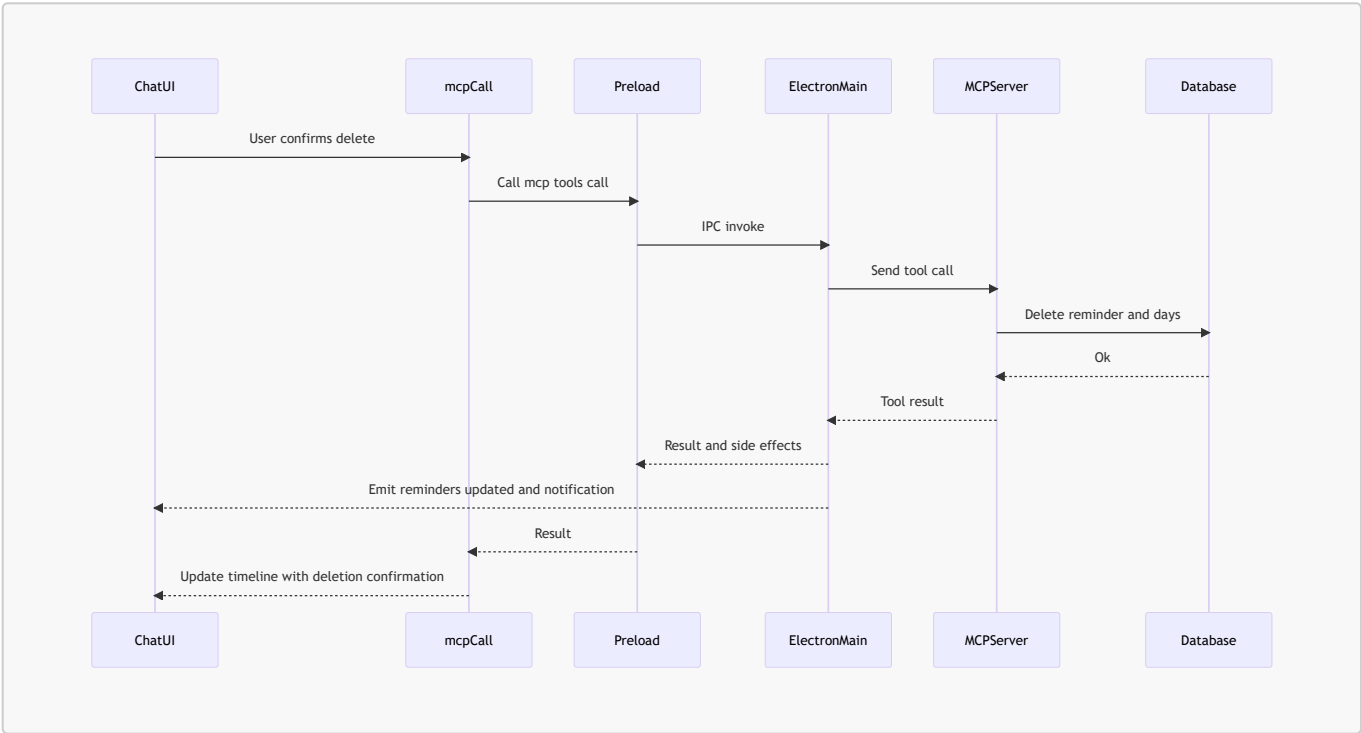 ChatUI
mcpCall
Preload
ElectronMain
MCPServer
Database
User confirms delete
Call mcp tools call
IPC invoke
Send tool call
Delete reminder and days
Ok
Tool result
Result and side effects
Emit reminders updated and notification
Result
Update timeline with deletion confirmation
ChatUI
mcpCall
Preload
ElectronMain
MCPServer
Database